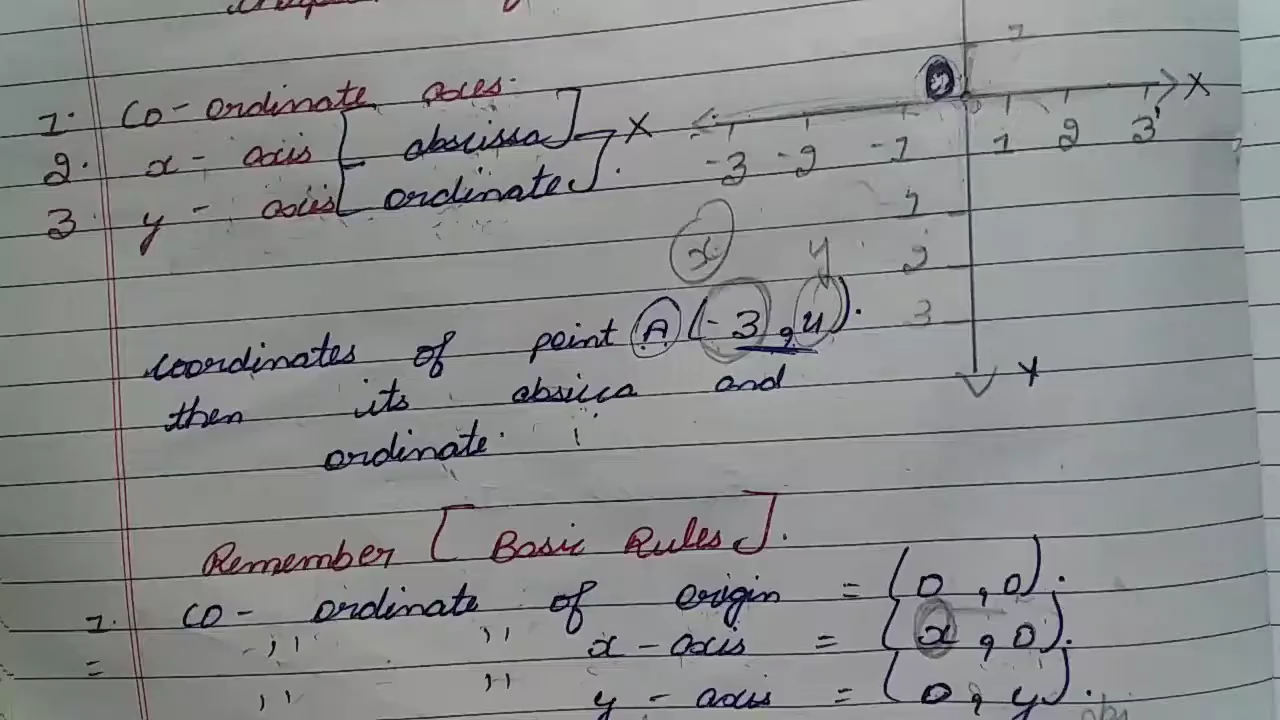 1. Co-ordinate axes.
2. x - axis [ abscissa ]
3. y - axis [ ordinate ].
X X
-3 -2 -1 1 2 3
1
2
3
Y
x y
coordinates of point A (-3, 4).
then its absicca and
ordinate.
Remember [ Basic Rules ].
1. Co-ordinate of origin = (0, 0).
= '' '' x - axis = (x, 0).
'' '' y - axis = (0, y).